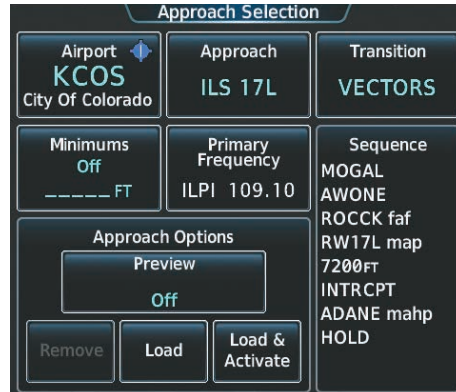 Approach Selection
Airport
KCOS
City Of Colorado
Approach
ILS 17L
Transition
VECTORS
Minimums
Off
_____ FT
Primary
Frequency
ILPI 109.10
Sequence
MOGAL
AWONE
ROCCK faf
RW17L map
7200FT
INTRCPT
ADANE mahp
HOLD
Approach Options
Preview
Off
Remove
Load
Load &
Activate